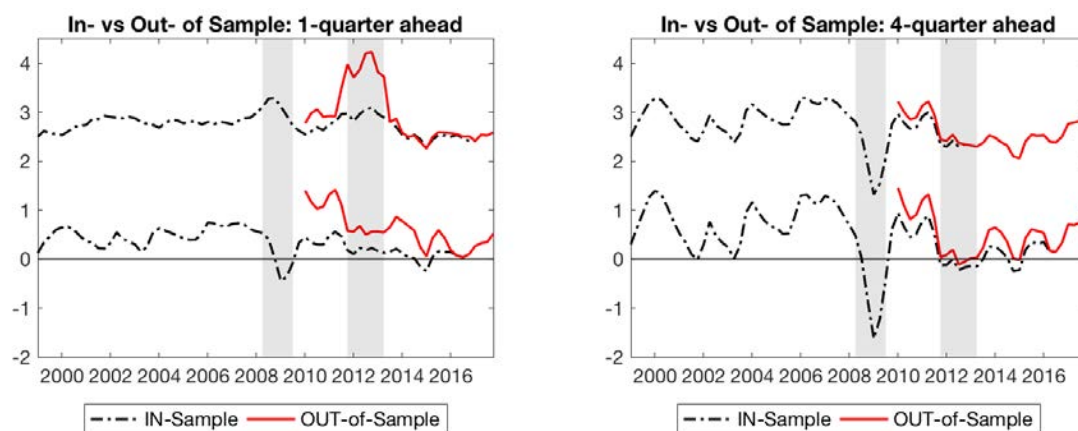 In- vs Out- of Sample: 1-quarter ahead
4
3
2
1
0
-1
-2
2000 2002 2004 2006 2008 2010 2012 2014 2016
IN-Sample OUT-of-Sample
In- vs Out- of Sample: 4-quarter ahead
4
3
2
1
0
-1
-2
2000 2002 2004 2006 2008 2010 2012 2014 2016
IN-Sample OUT-of-Sample